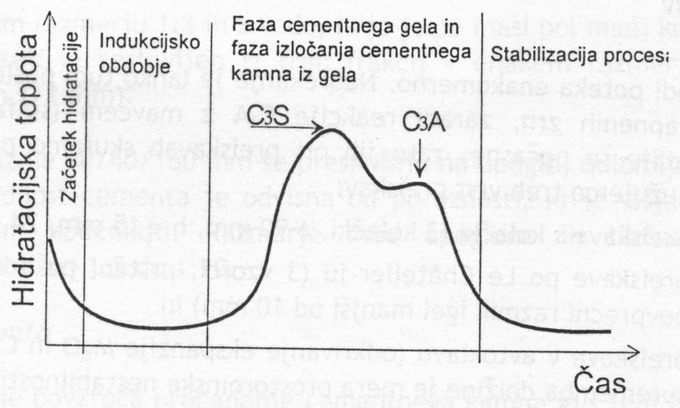 Hidratacijska toplota
Začetek hidratacije
Indukcijsko
obdobje
Faza cementnega gela in
faza izločanja cementnega
kamna iz gela
Stabilizacija proces
C3S
C3A
Čas